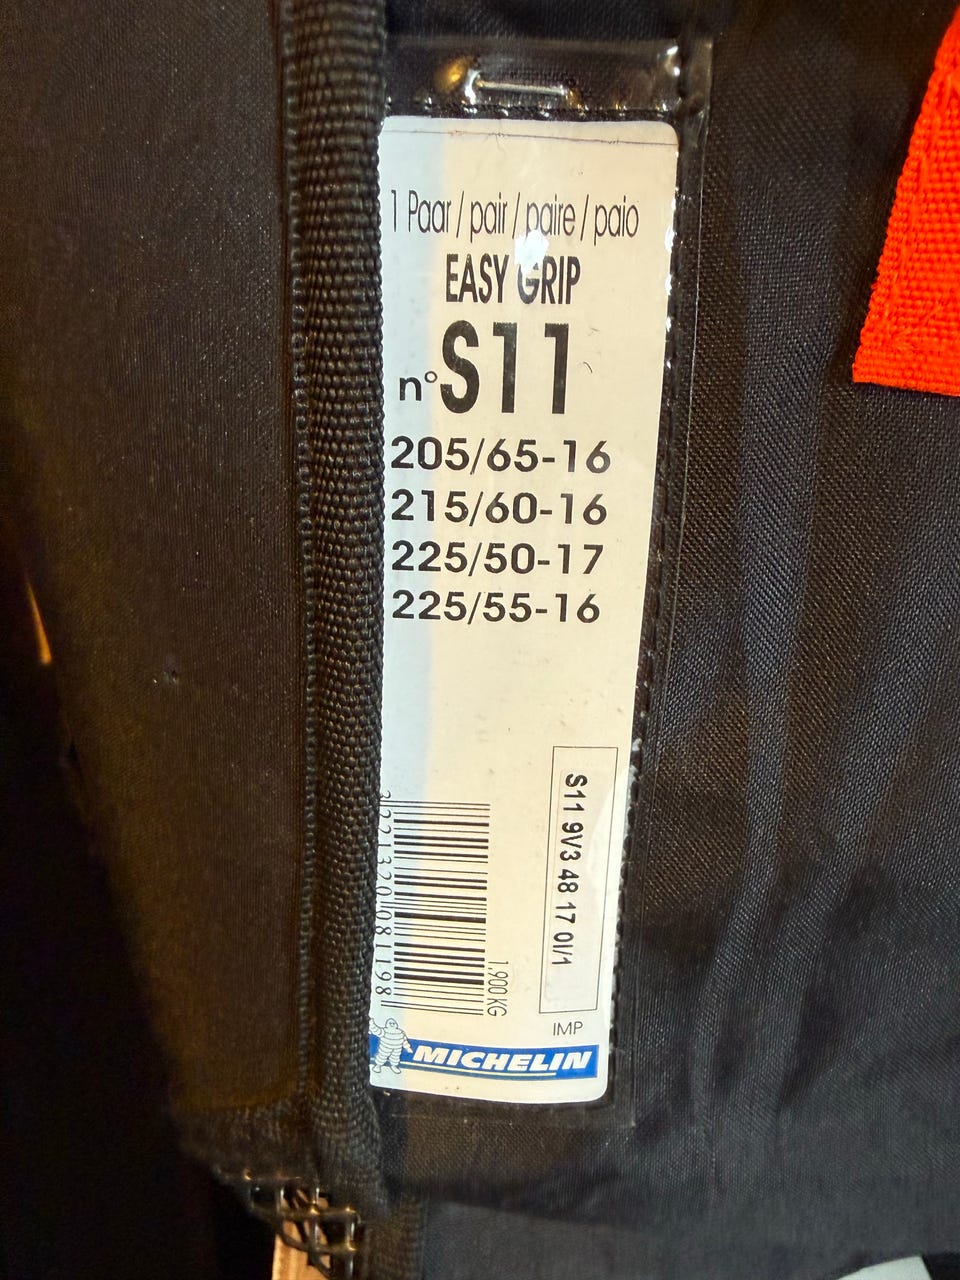 1 Paar / pair / paire / paio
EASY GRIP
n° S11
205/65-16
215/60-16
225/50-17
225/55-16
S11 9V3 48 17 0I/1
3221320081198
1,900 KG
IMP
MICHELIN